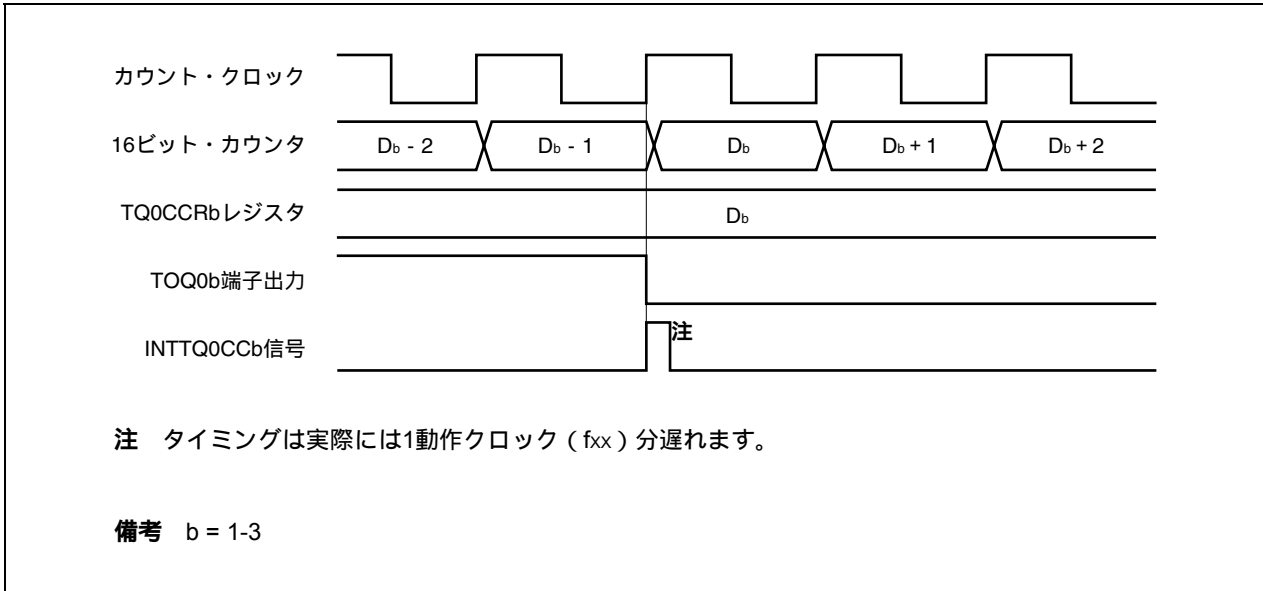 カウント・クロック
16ビット・カウンタ Db - 2 Db - 1 Db Db + 1 Db + 2
TQ0CCRbレジスタ Db
TOQ0b端子出力
INTTQ0CCb信号 注
注 タイミングは実際には1動作クロック（fxx）分遅れます。
備考 b = 1-3